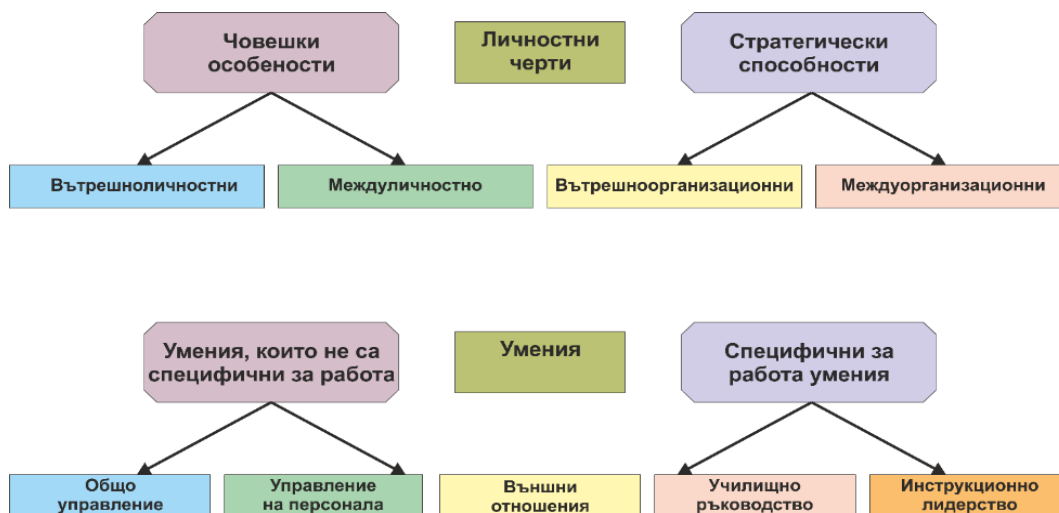 Човешки
особености
Личностни
черти
Стратегически
способности
Вътрешноличностни
Междуличностно
Вътрешноорганизационни
Междуорганизационни
Умения, които не са
специфични за работа
Умения
Специфични за
работа умения
Общо
управление
Управление
на персонала
Външни
отношения
Училищно
ръководство
Инструкционно
лидерство